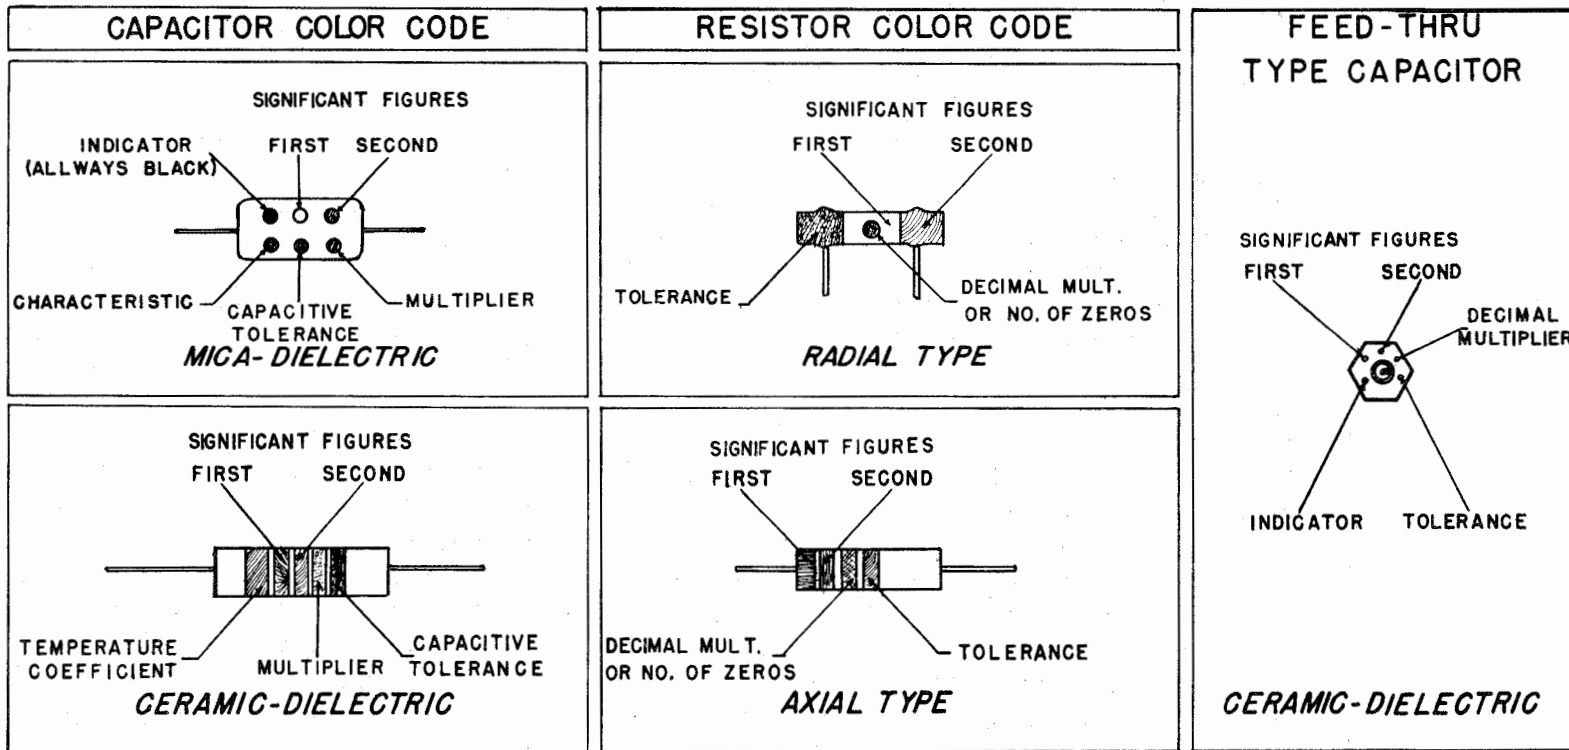 CAPACITOR COLOR CODE
SIGNIFICANT FIGURES
INDICATOR
(ALLWAYS BLACK)
FIRST SECOND
CHARACTERISTIC
CAPACITIVE
TOLERANCE
MULTIPLIER
MICA-DIELECTRIC
SIGNIFICANT FIGURES
FIRST SECOND
TEMPERATURE
COEFFICIENT
MULTIPLIER
CAPACITIVE
TOLERANCE
CERAMIC-DIELECTRIC
RESISTOR COLOR CODE
SIGNIFICANT FIGURES
FIRST SECOND
TOLERANCE
DECIMAL MULT.
OR NO. OF ZEROS
RADIAL TYPE
SIGNIFICANT FIGURES
FIRST SECOND
DECIMAL MULT.
OR NO. OF ZEROS
TOLERANCE
AXIAL TYPE
FEED-THRU
TYPE CAPACITOR
SIGNIFICANT FIGURES
FIRST SECOND
DECIMAL
MULTIPLIER
INDICATOR TOLERANCE
CERAMIC-DIELECTRIC